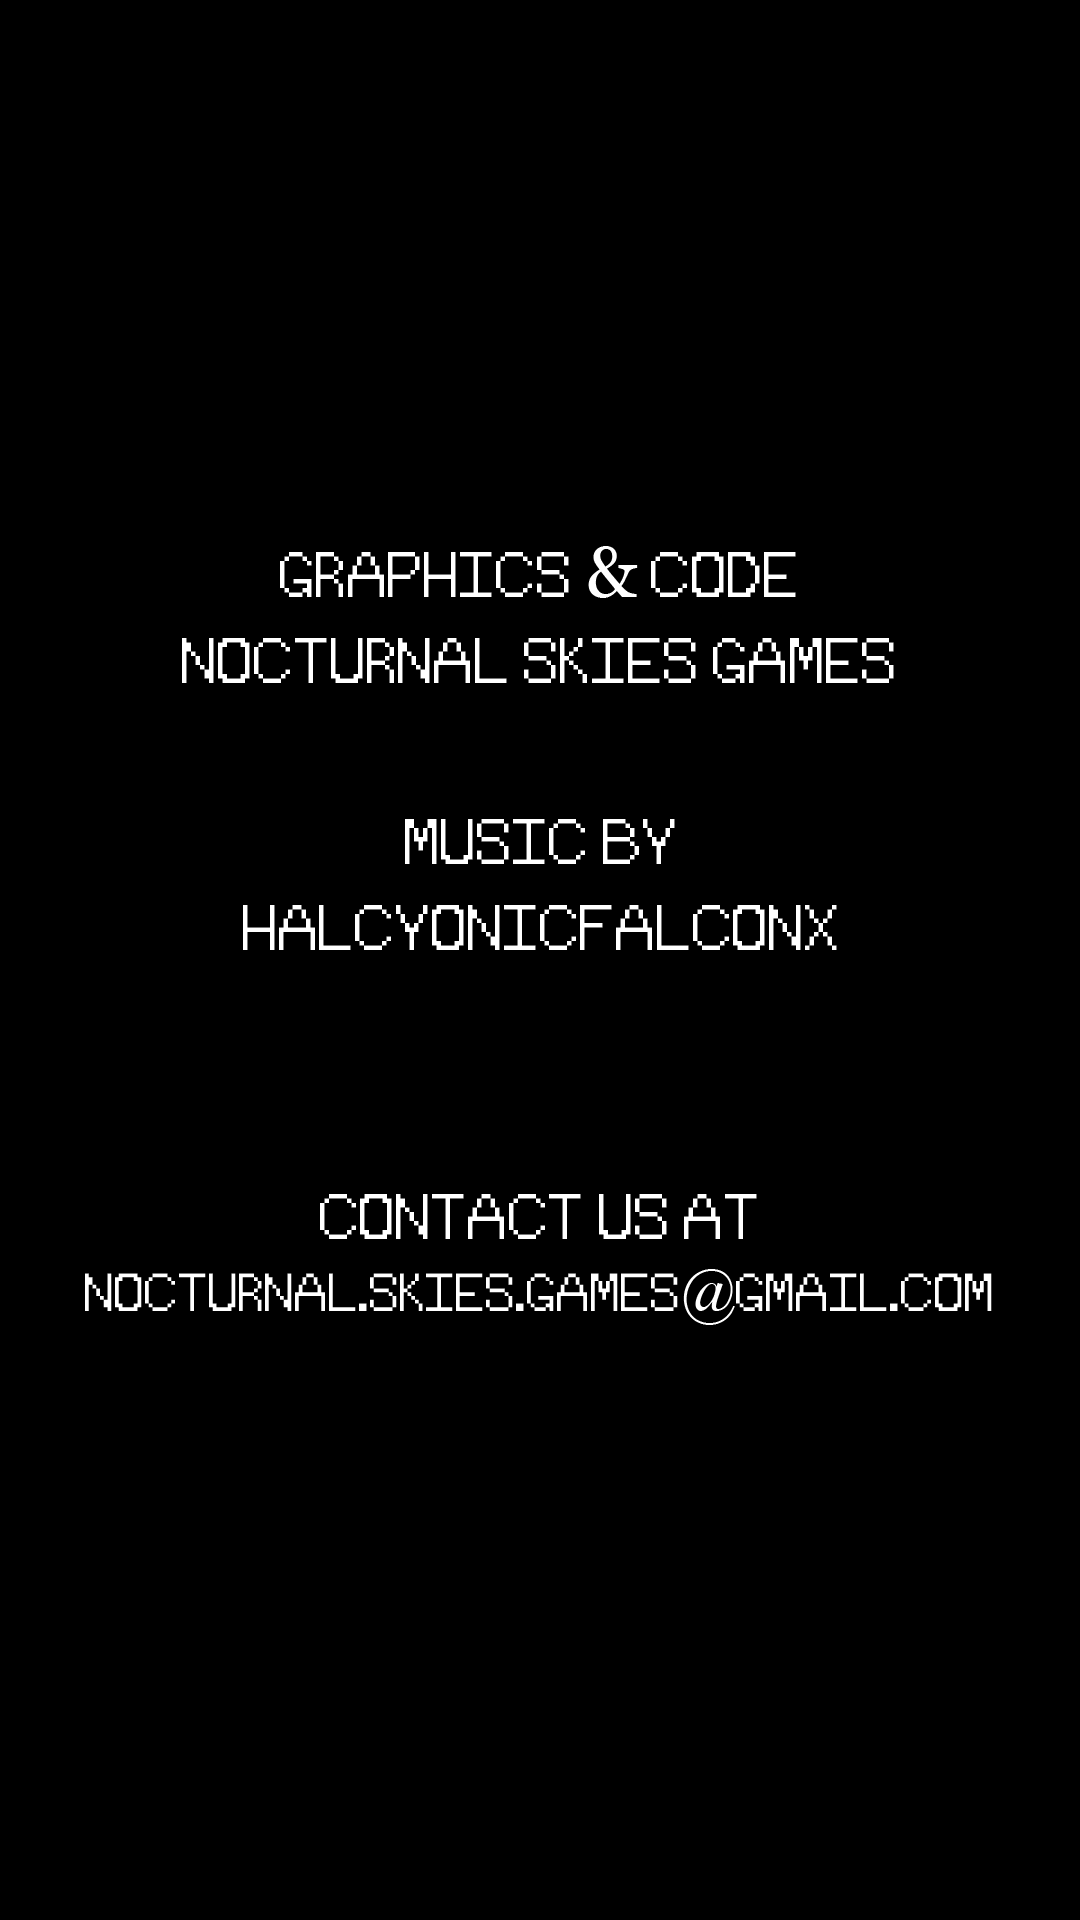 GRAPHICS & CODE
NOCTURNAL SKIES GAMES
MUSIC BY
HALCYONICFALCONX
CONTACT US AT
NOCTURNAL.SKIES.GAMES@GMAIL.COM